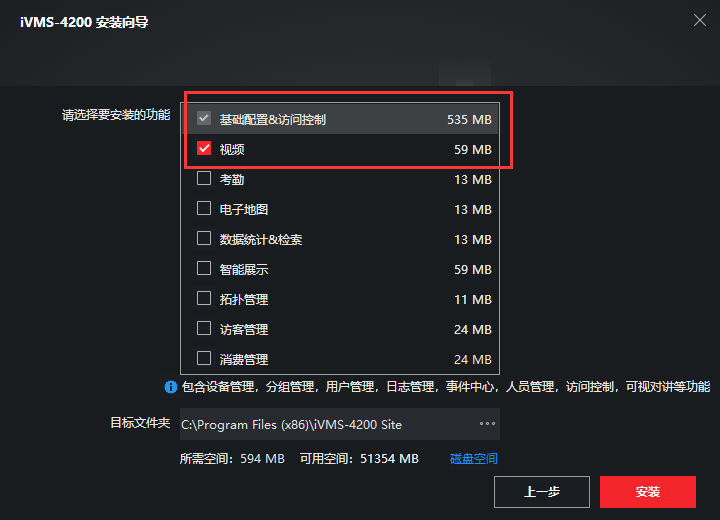 iVMS-4200 安装向导
请选择要安装的功能
基础配置&访问控制 535 MB
视频 59 MB
考勤 13 MB
电子地图 13 MB
数据统计&检索 13 MB
智能展示 59 MB
拓扑管理 11 MB
访客管理 24 MB
消费管理 24 MB
包含设备管理，分组管理，用户管理，日志管理，事件中心，人员管理，访问控制，可视对讲等功能
目标文件夹 C:\Program Files (x86)\iVMS-4200 Site
所需空间：594 MB 可用空间：51354 MB 磁盘空间
上一步 安装